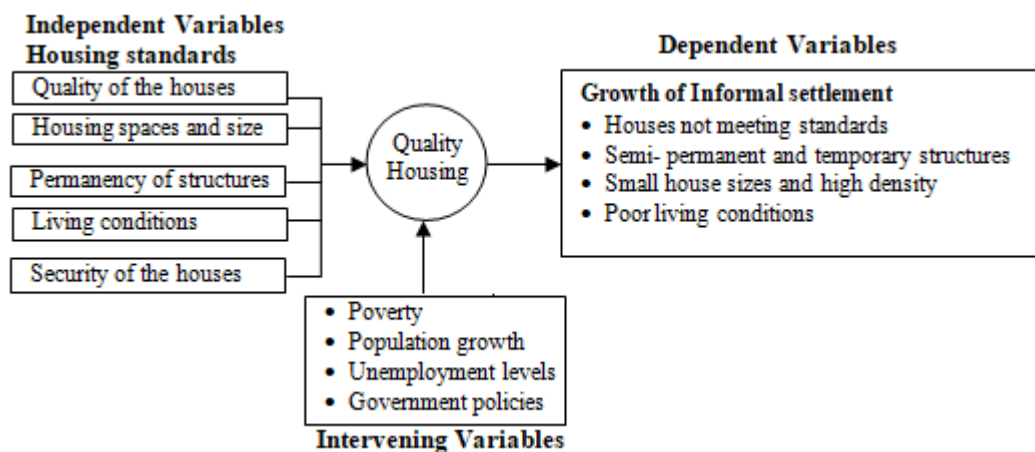 Independent Variables
Housing standards
Quality of the houses
Housing spaces and size
Permanency of structures
Living conditions
Security of the houses
Quality
Housing
Dependent Variables
Growth of Informal settlement
• Houses not meeting standards
• Semi- permanent and temporary structures
• Small house sizes and high density
• Poor living conditions
• Poverty
• Population growth
• Unemployment levels
• Government policies
Intervening Variables